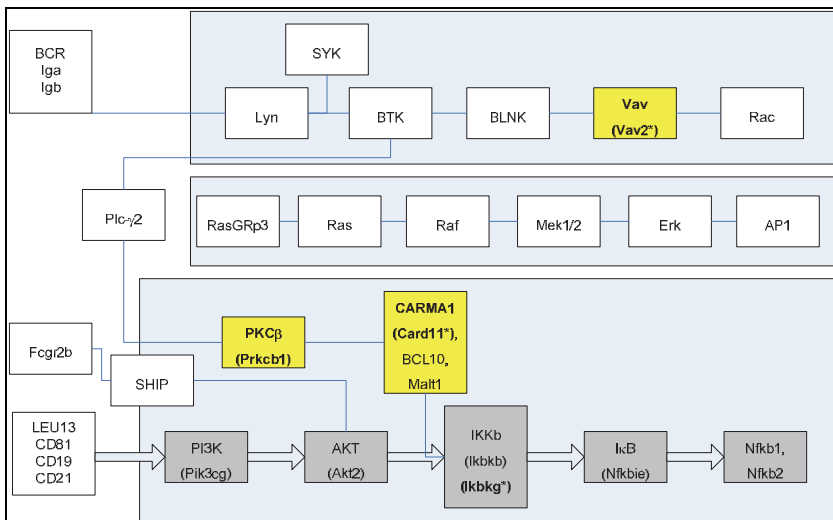 BCR
Iga
Igb
SYK
Lyn
BTK
BLNK
Vav
(Vav2*)
Rac
Plc-γ2
RasGRp3
Ras
Raf
Mek1/2
Erk
AP1
PKCβ
(Prkcb1)
CARMA1
(Card11*),
BCL10,
Malt1
Fcgr2b
SHIP
LEU13
CD81
CD19
CD21
PI3K
(Pik3cg)
AKT
(Akt2)
IKKb
(Ikbkb)
(Ikbkg*)
IκB
(Nfkbie)
Nfkb1,
Nfkb2